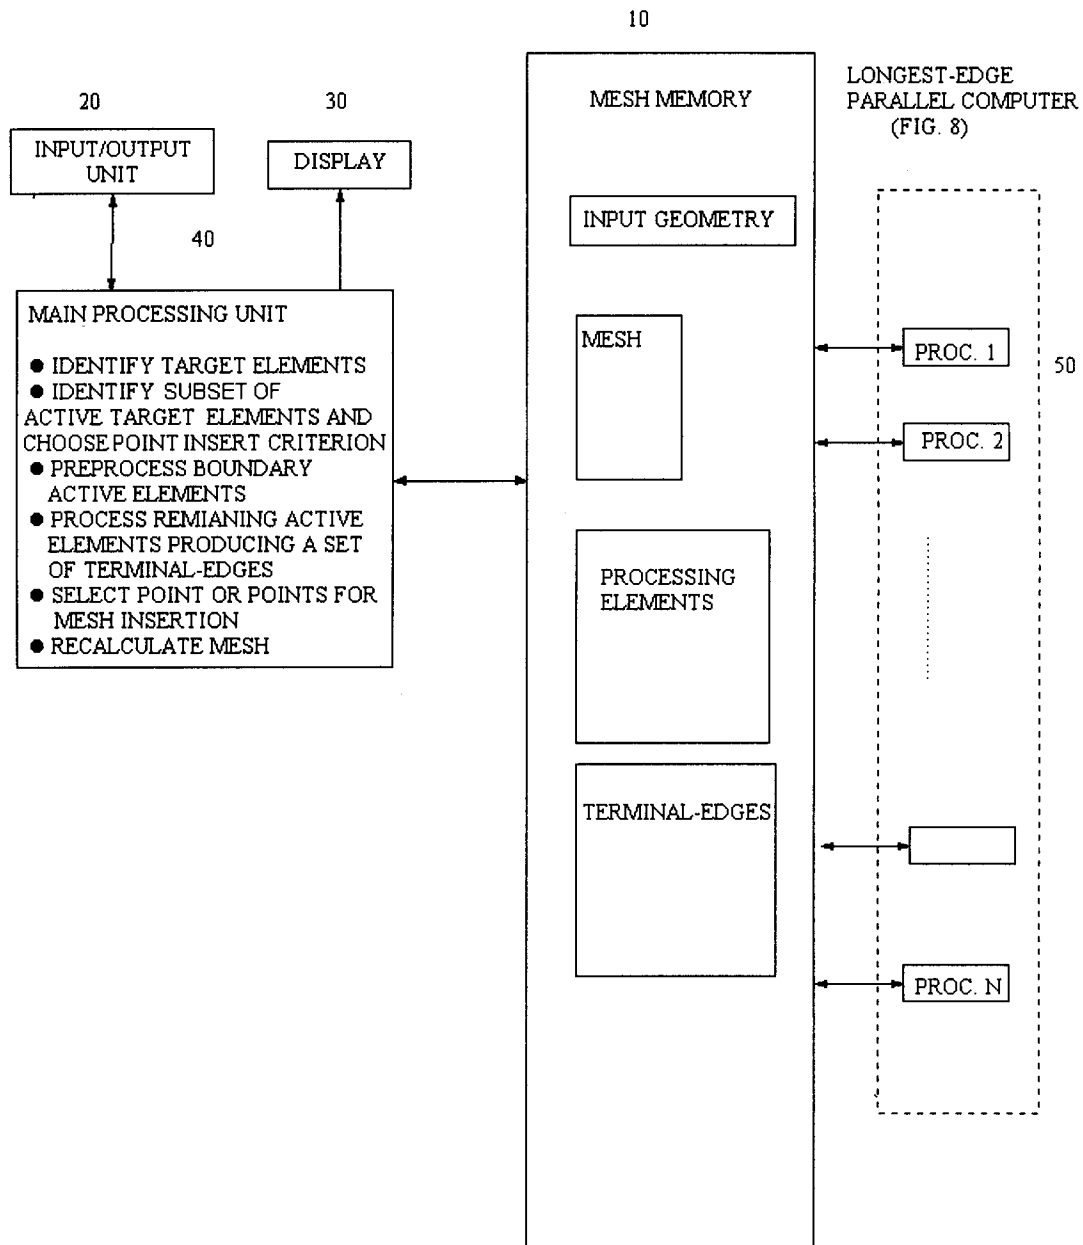 10
20
30
INPUT/OUTPUT
UNIT
DISPLAY
40
MAIN PROCESSING UNIT
● IDENTIFY TARGET ELEMENTS
● IDENTIFY SUBSET OF
ACTIVE TARGET ELEMENTS AND
CHOOSE POINT INSERT CRITERION
● PREPROCESS BOUNDARY
ACTIVE ELEMENTS
● PROCESS REMIANING ACTIVE
ELEMENTS PRODUCING A SET
OF TERMINAL-EDGES
● SELECT POINT OR POINTS FOR
MESH INSERTION
● RECALCULATE MESH
MESH MEMORY
INPUT GEOMETRY
MESH
PROCESSING
ELEMENTS
TERMINAL-EDGES
LONGEST-EDGE
PARALLEL COMPUTER
(FIG. 8)
PROC. 1
50
PROC. 2
PROC. N